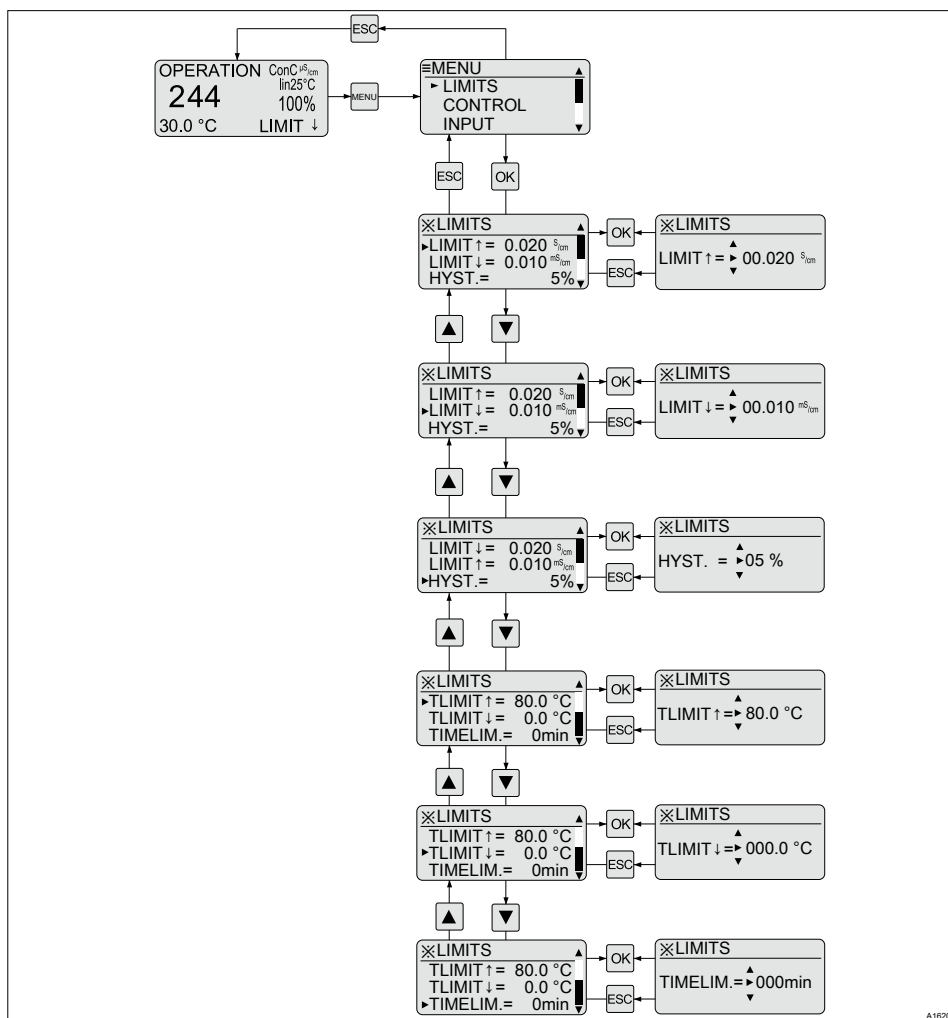 ESC
OPERATION ConC µS/cm
lin25°C
244 100%
30.0 °C LIMIT ↓
MENU
≡MENU ▲
► LIMITS
CONTROL
INPUT ▼
ESC OK
※LIMITS ▲
►LIMIT↑= 0.020 S/cm
LIMIT↓= 0.010 mS/cm
HYST.= 5% ▼
OK
ESC
※LIMITS
▲
LIMIT↑= ► 00.020 S/cm
▼
▲ ▼
※LIMITS ▲
LIMIT↑= 0.020 S/cm
►LIMIT↓= 0.010 mS/cm
HYST.= 5% ▼
OK
ESC
※LIMITS
▲
LIMIT↓= ► 00.010 mS/cm
▼
▲ ▼
※LIMITS ▲
LIMIT↓= 0.020 S/cm
LIMIT↑= 0.010 mS/cm
►HYST.= 5% ▼
OK
ESC
※LIMITS
▲
HYST. = ►05 %
▼
▲ ▼
※LIMITS ▲
►TLIMIT↑= 80.0 °C
TLIMIT↓= 0.0 °C
TIMELIM.= 0min ▼
OK
ESC
※LIMITS
▲
TLIMIT↑=► 80.0 °C
▼
▲ ▼
※LIMITS ▲
TLIMIT↑= 80.0 °C
►TLIMIT↓= 0.0 °C
TIMELIM.= 0min ▼
OK
ESC
※LIMITS
▲
TLIMIT↓=► 000.0 °C
▼
▲ ▼
※LIMITS ▲
TLIMIT↑= 80.0 °C
TLIMIT↓= 0.0 °C
►TIMELIM.= 0min ▼
OK
ESC
※LIMITS
▲
TIMELIM.=►000min
▼